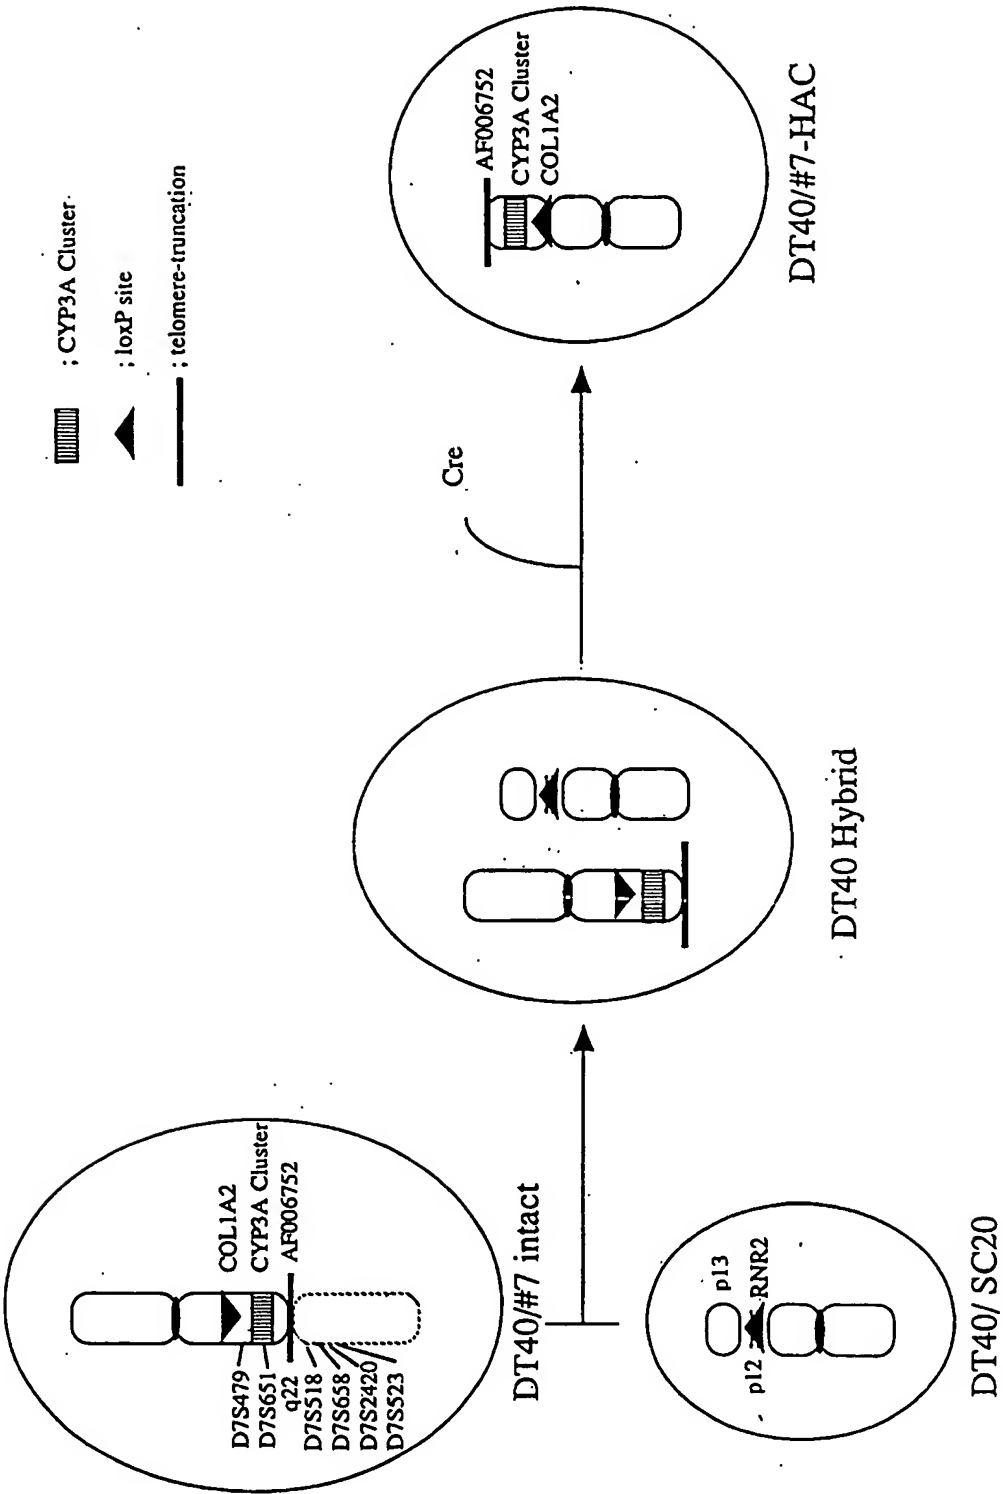 ; CYP3A Cluster
; loxP site
; telomere-truncation
COL1A2
CYP3A Cluster
AF006752
D7S479
D7S651
q22
D7S518
D7S658
D7S2420
D7S523
DT40/#7 intact
p13
p12
RNR2
DT40/ SC20
DT40 Hybrid
Cre
AF006752
CYP3A Cluster
COL1A2
DT40/#7-HAC